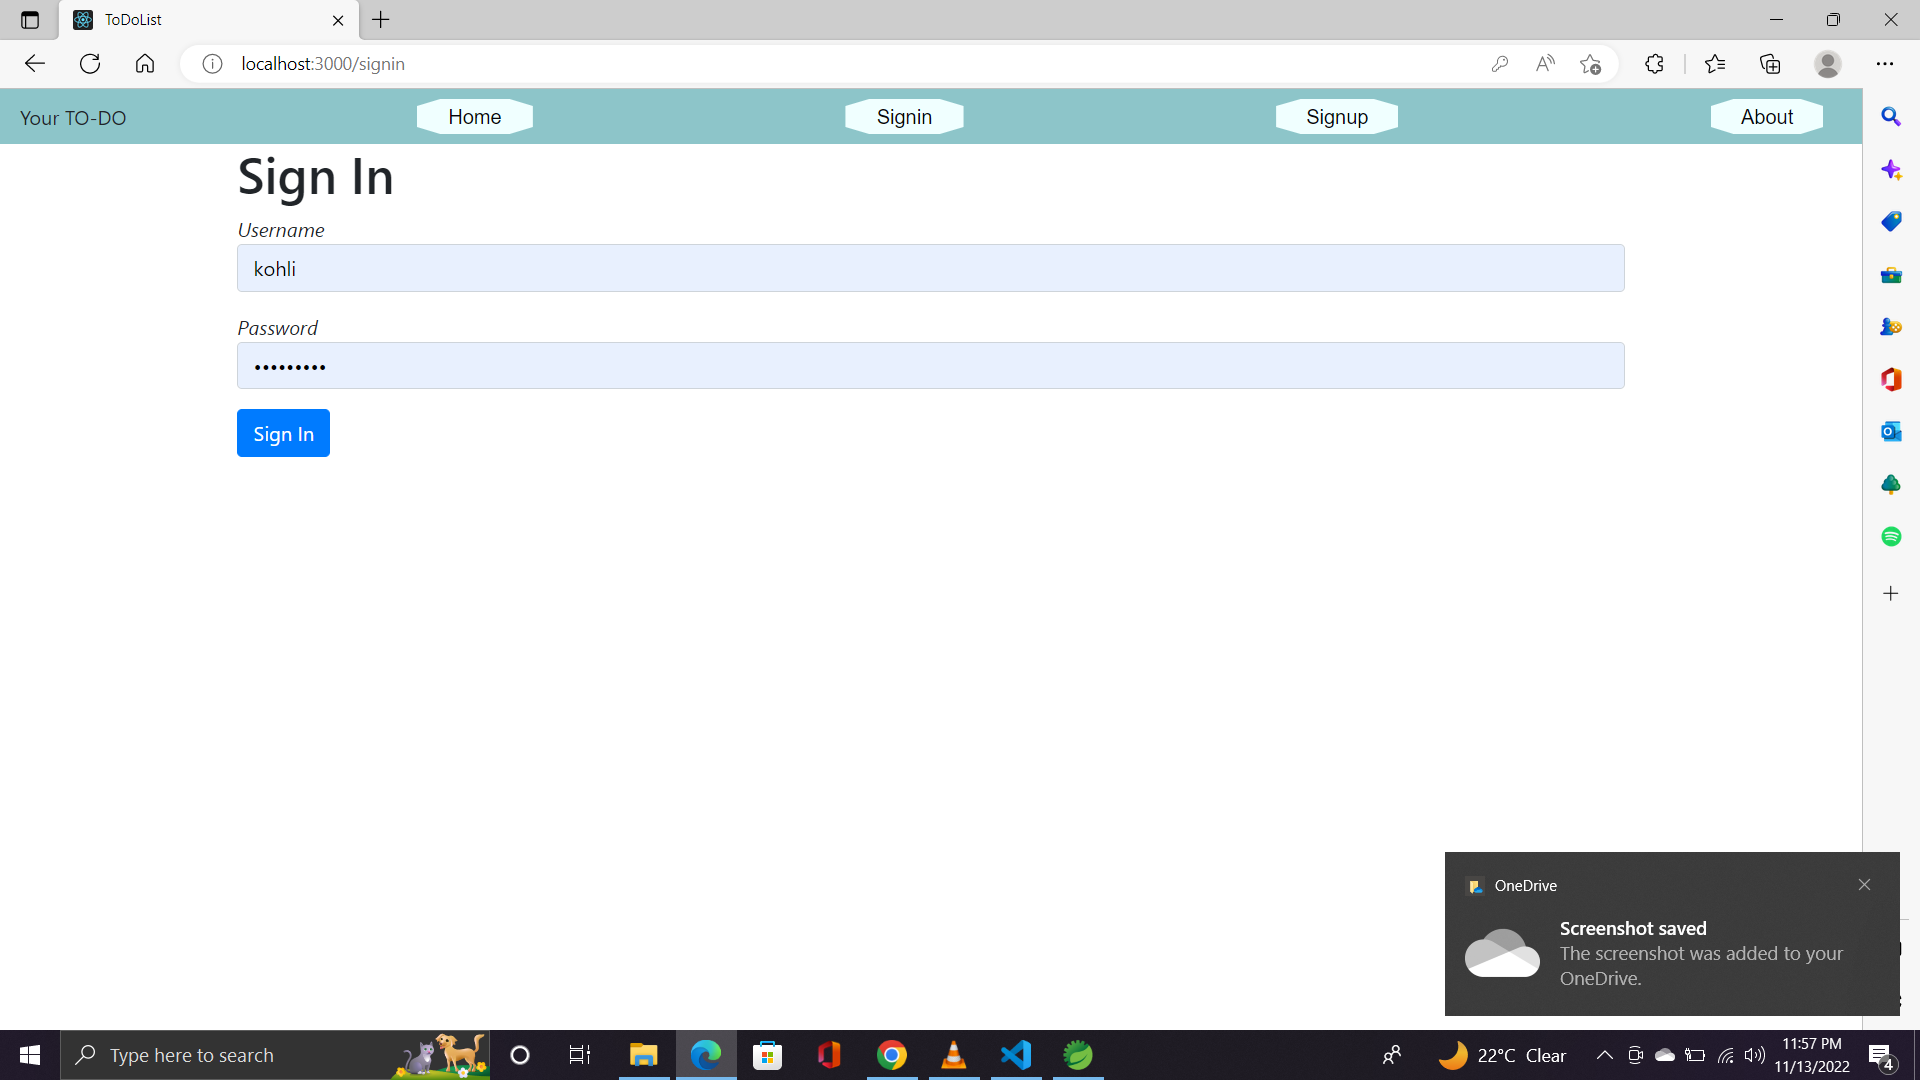 ToDoList
localhost:3000/signin
Your TO-DO
Home
Signin
Signup
About
Sign In
Username
kohli
Password
•••••••••
Sign In
OneDrive
Screenshot saved
The screenshot was added to your
OneDrive.
Type here to search
22°C Clear
11:57 PM
11/13/2022
4